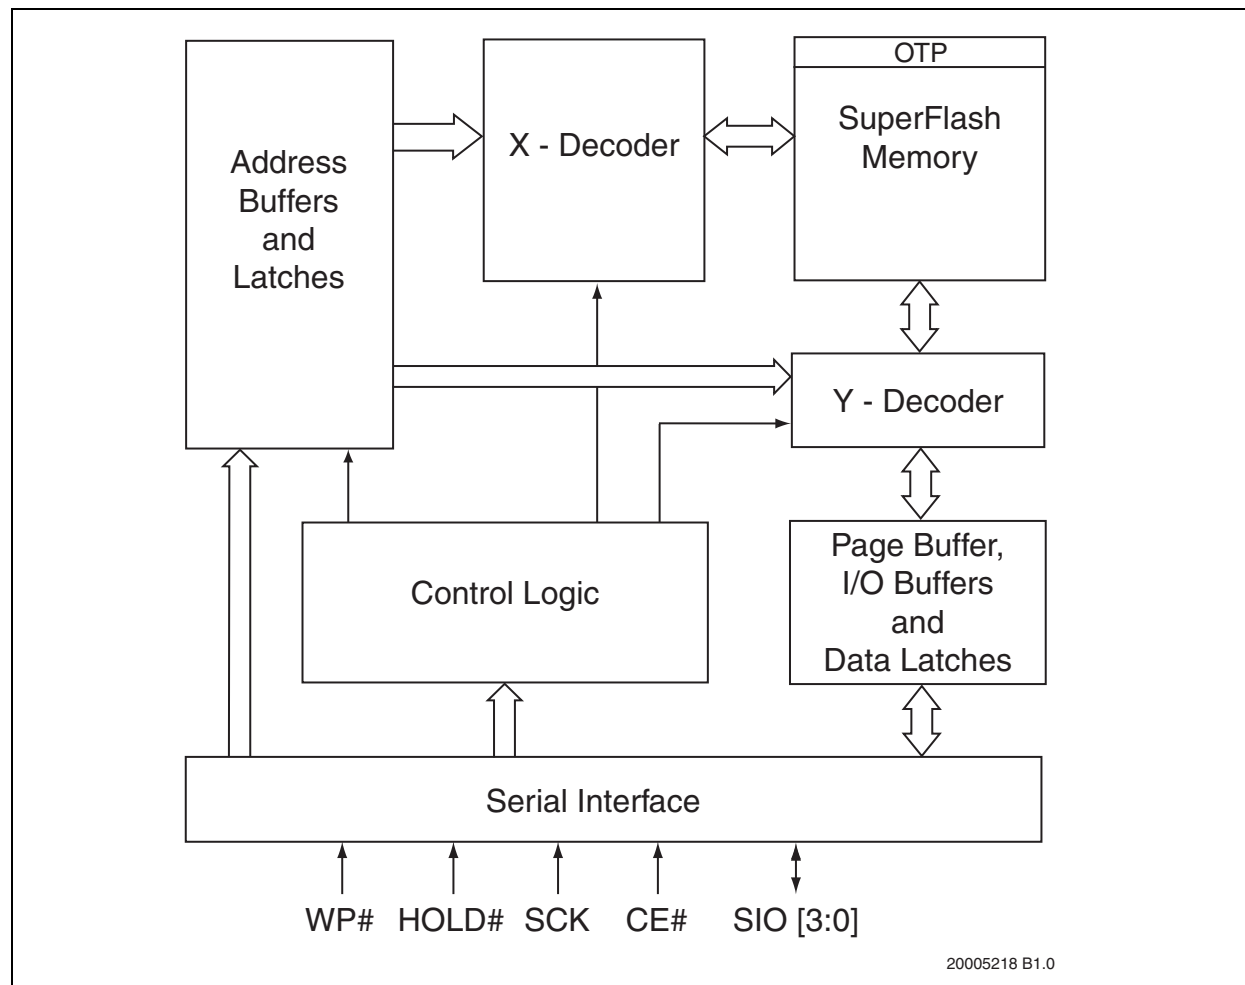 OTP
SuperFlash
Memory
X - Decoder
Address
Buffers
and
Latches
Y - Decoder
Page Buffer,
I/O Buffers
and
Data Latches
Control Logic
Serial Interface
WP# HOLD# SCK CE# SIO [3:0]
20005218 B1.0